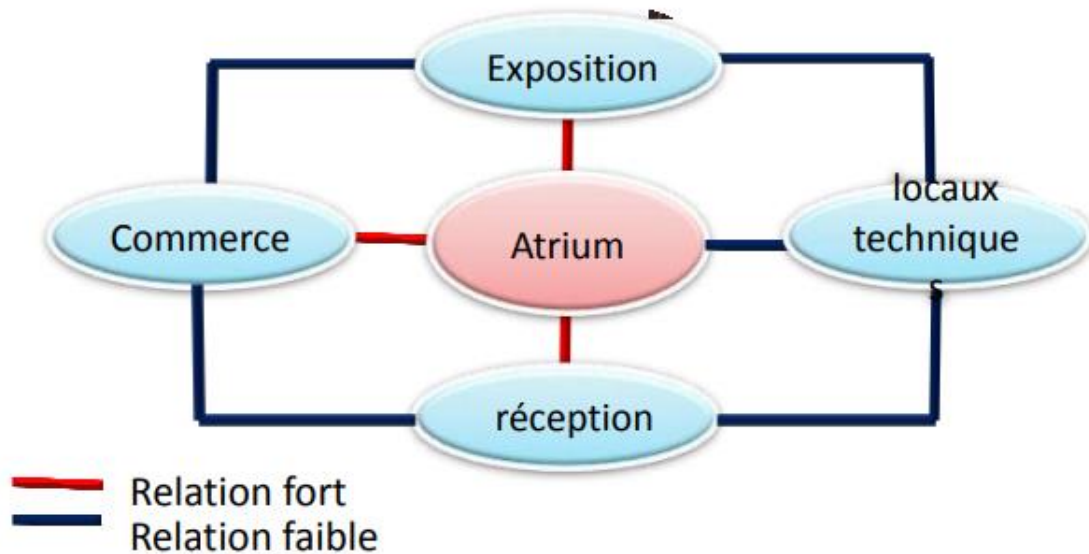 Exposition
locaux
technique
s
Commerce
Atrium
réception
Relation fort
Relation faible